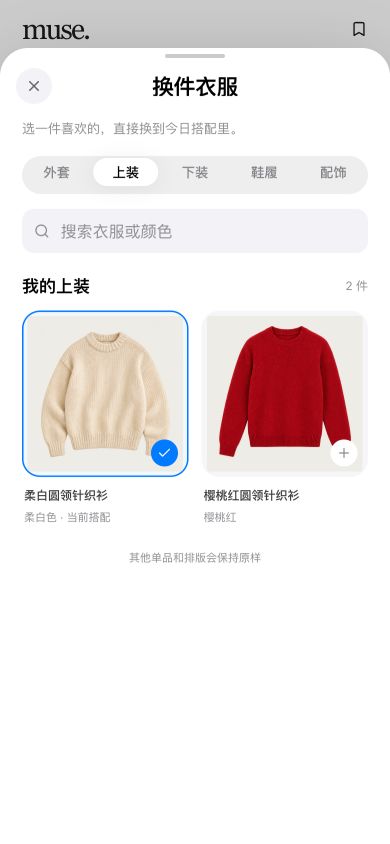 muse.
换件衣服
选一件喜欢的，直接换到今日搭配里。
外套 上装 下装 鞋履 配饰
搜索衣服或颜色
我的上装 2 件
柔白圆领针织衫 樱桃红圆领针织衫
柔白色 · 当前搭配 樱桃红
其他单品和排版会保持原样